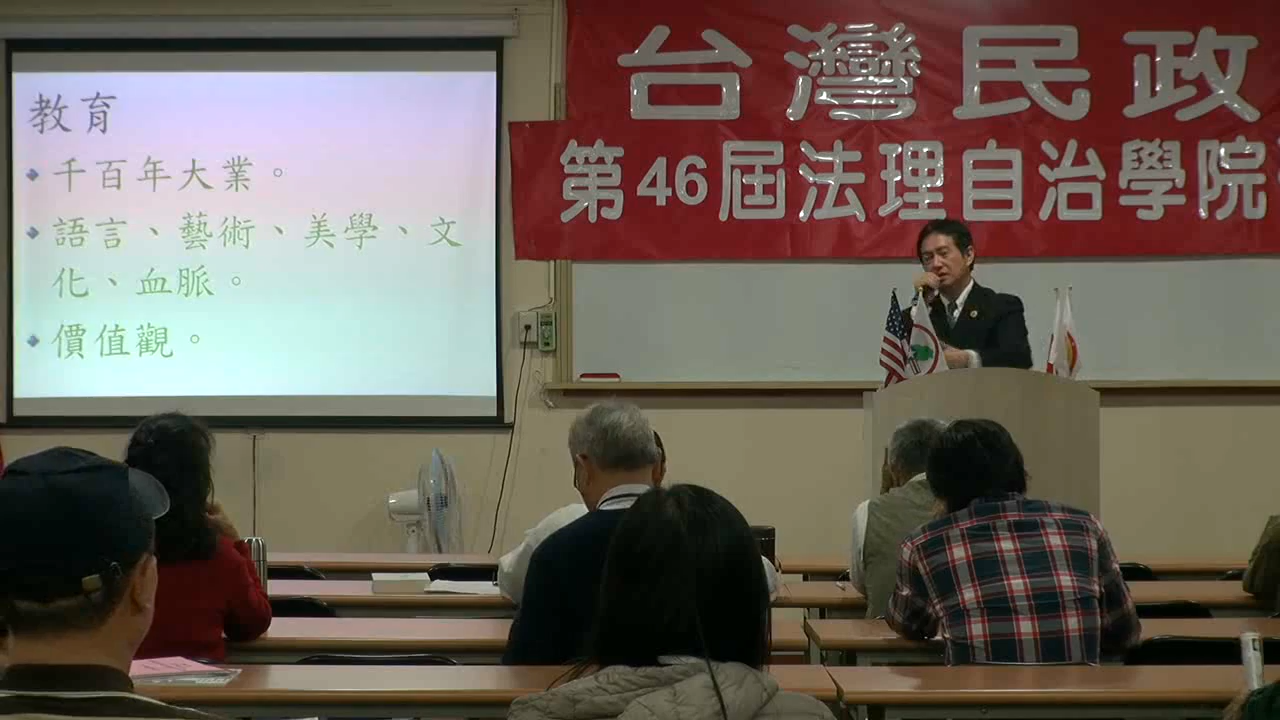 教育
千百年大業。
語言、藝術、美學、文
化、血脈。
價值觀。
台灣民政
第46屆法理自治學院